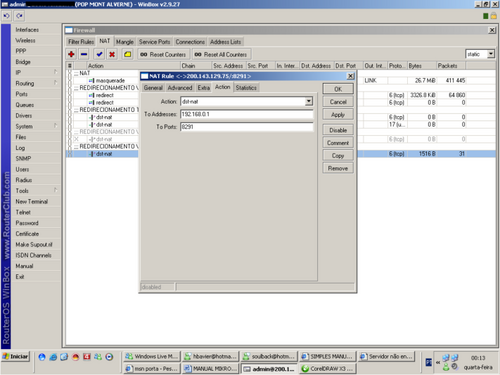 admin (POP MONT ALVERNE) - WinBox v2.9.27
Interfaces
Wireless
PPP
Bridge
IP
Routing
Ports
Queues
Drivers
System
Files
Log
SNMP
Users
Radius
Tools
New Terminal
Telnet
Password
Certificate
Make Supout.rif
ISDN Channels
Manual
Exit
RouterOS WinBox www.RouterClub.com
Firewall
Filter Rules NAT Mangle Service Ports Connections Address Lists
00 Reset Counters 00 Reset All Counters static
# Action Chain Src. Address Src. Port In. Inter... Dst. Address Dst. Port Out. Int... Proto... Bytes Packets
;;; NAT
masquerade LINK 26.7 MiB 411 445
;;; REDIRECIONAMENTO
redirect 6 (tcp) 3326.8 KiB 64 860
redirect 6 (tcp) 0 B 0
;;; REDIRECIONAMENTO
dst-nat 6 (tcp) 0 B 0
dst-nat 17 (u... 0 B 0
;;; REDIRECIONAMENTO V
dst-nat 6 (tcp) 0 B 0
;;; REDIRECIONAMENTO
dst-nat 6 (tcp) 1516 B 31
NAT Rule <->200.143.129.75/:8291>
General Advanced Extra Action Statistics
Action: dst-nat
To Addresses: 192.168.0.1
To Ports: 8291
OK
Cancel
Apply
Disable
Comment
Copy
Remove
disabled
Iniciar
Windows Live M...
hbavier@hotma...
soulback@hotm...
SIMPLES MANU...
Servidor não en...
msn porta - Pes...
MANUAL MIKRO...
admin@200.1...
CorelDRAW X3 ...
PT
00:13
quarta-feira